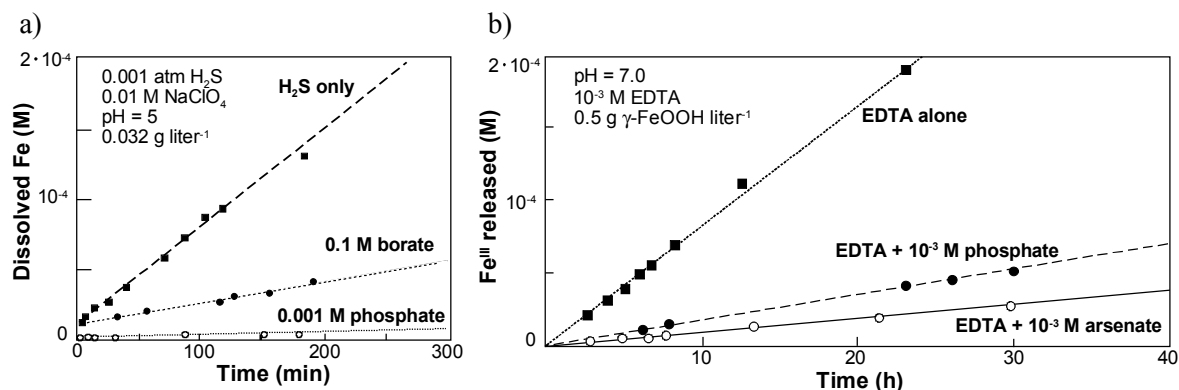 a)
2·10⁻⁴
0.001 atm H₂S
0.01 M NaClO₄
pH = 5
0.032 g liter⁻¹
H₂S only
10⁻⁴
0.1 M borate
0.001 M phosphate
0
0 100 200 300
Time (min)
Dissolved Fe (M)
b)
2·10⁻⁴
pH = 7.0
10⁻³ M EDTA
0.5 g γ-FeOOH liter⁻¹
EDTA alone
10⁻⁴
EDTA + 10⁻³ M phosphate
EDTA + 10⁻³ M arsenate
0
10 20 30 40
Time (h)
Feᴵᴵᴵ released (M)